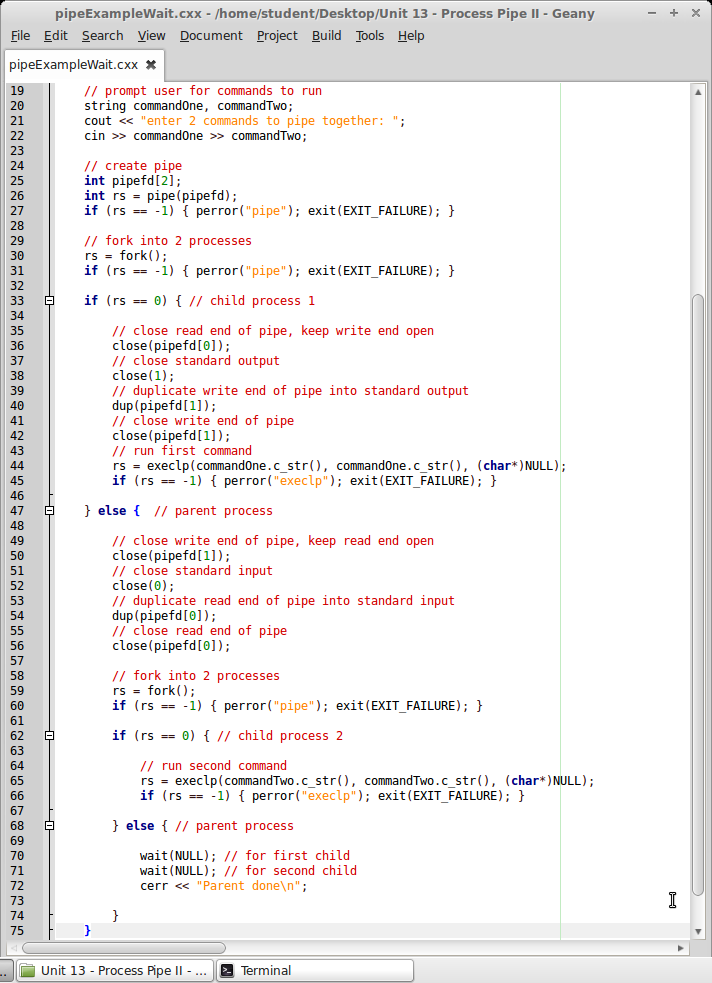 pipeExampleWait.cxx - /home/student/Desktop/Unit 13 - Process Pipe II - Geany
File Edit Search View Document Project Build Tools Help
pipeExampleWait.cxx
19 // prompt user for commands to run
20 string commandOne, commandTwo;
21 cout << "enter 2 commands to pipe together: ";
22 cin >> commandOne >> commandTwo;
23
24 // create pipe
25 int pipefd[2];
26 int rs = pipe(pipefd);
27 if (rs == -1) { perror("pipe"); exit(EXIT_FAILURE); }
28
29 // fork into 2 processes
30 rs = fork();
31 if (rs == -1) { perror("pipe"); exit(EXIT_FAILURE); }
32
33 if (rs == 0) { // child process 1
34
35 // close read end of pipe, keep write end open
36 close(pipefd[0]);
37 // close standard output
38 close(1);
39 // duplicate write end of pipe into standard output
40 dup(pipefd[1]);
41 // close write end of pipe
42 close(pipefd[1]);
43 // run first command
44 rs = execlp(commandOne.c_str(), commandOne.c_str(), (char*)NULL);
45 if (rs == -1) { perror("execlp"); exit(EXIT_FAILURE); }
46
47 } else { // parent process
48
49 // close write end of pipe, keep read end open
50 close(pipefd[1]);
51 // close standard input
52 close(0);
53 // duplicate read end of pipe into standard input
54 dup(pipefd[0]);
55 // close read end of pipe
56 close(pipefd[0]);
57
58 // fork into 2 processes
59 rs = fork();
60 if (rs == -1) { perror("pipe"); exit(EXIT_FAILURE); }
61
62 if (rs == 0) { // child process 2
63
64 // run second command
65 rs = execlp(commandTwo.c_str(), commandTwo.c_str(), (char*)NULL);
66 if (rs == -1) { perror("execlp"); exit(EXIT_FAILURE); }
67
68 } else { // parent process
69
70 wait(NULL); // for first child
71 wait(NULL); // for second child
72 cerr << "Parent done\n";
73
74 }
75 }
... Unit 13 - Process Pipe II - ... Terminal